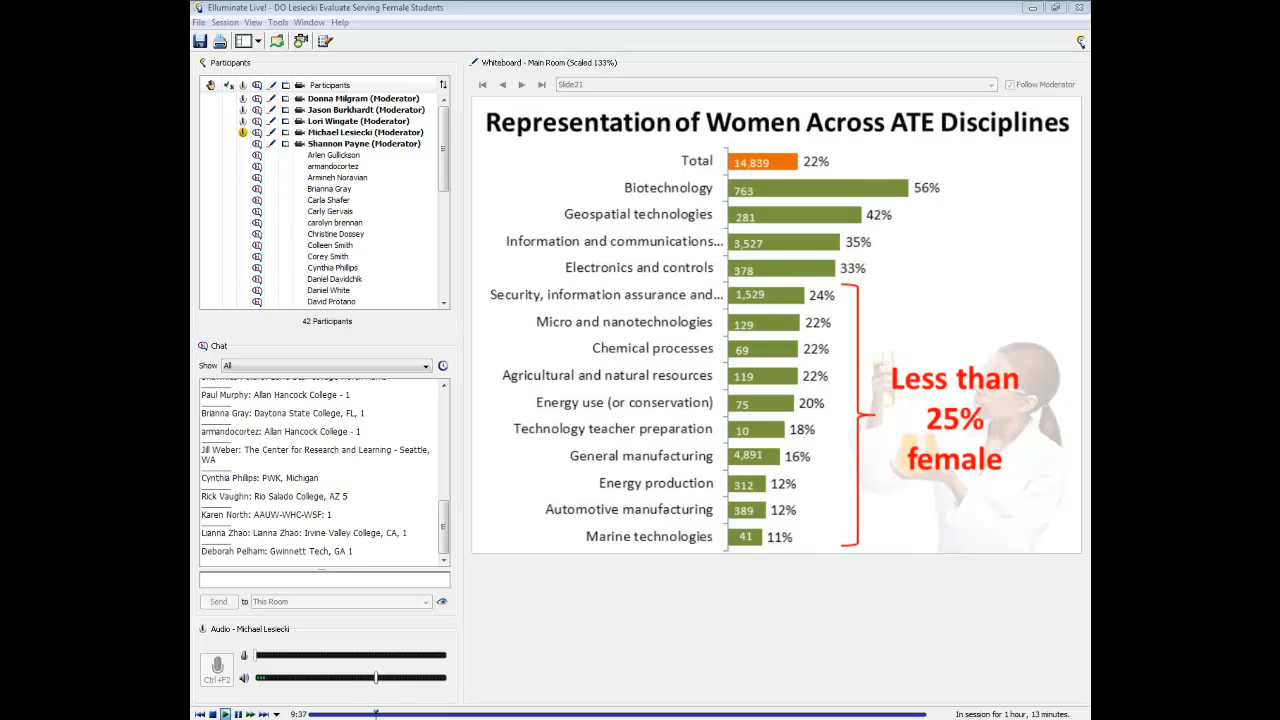 Elluminate Live! - DO Lesiecki Evaluate Serving Female Students
File Session View Tools Window Help
Participants
Participants
Donna Milgram (Moderator)
Jason Burkhardt (Moderator)
Lori Wingate (Moderator)
Michael Lesiecki (Moderator)
Shannon Payne (Moderator)
Arlen Gullickson
armandocortez
Armineh Noravian
Brianna Gray
Carla Shafer
Carly Gervais
carolyn brennan
Christine Dossey
Colleen Smith
Corey Smith
Cynthia Phillips
Daniel Davidchik
Daniel White
David Protano
42 Participants
Chat
Show All
Paul Murphy: Allan Hancock College - 1
Brianna Gray: Daytona State College, FL, 1
armandocortez: Allan Hancock College - 1
Jill Weber: The Center for Research and Learning - Seattle,
WA
Cynthia Phillips: PWK, Michigan
Rick Vaughn: Rio Salado College, AZ 5
Karen North: AAUW-WHC-WSF: 1
Lianna Zhao: Lianna Zhao: Irvine Valley College, CA, 1
Deborah Pelham: Gwinnett Tech, GA 1
Send to This Room
Audio - Michael Lesiecki
Ctrl+F2
Whiteboard - Main Room (Scaled 133%)
Slide21 Follow Moderator
Representation of Women Across ATE Disciplines
Total 14,839 22%
Biotechnology 763 56%
Geospatial technologies 281 42%
Information and communications... 3,527 35%
Electronics and controls 378 33%
Security, information assurance and... 1,529 24%
Micro and nanotechnologies 129 22%
Chemical processes 69 22%
Agricultural and natural resources 119 22%
Energy use (or conservation) 75 20%
Technology teacher preparation 10 18%
General manufacturing 4,891 16%
Energy production 312 12%
Automotive manufacturing 389 12%
Marine technologies 41 11%
Less than
25%
female
9:37 In session for 1 hour, 13 minutes.